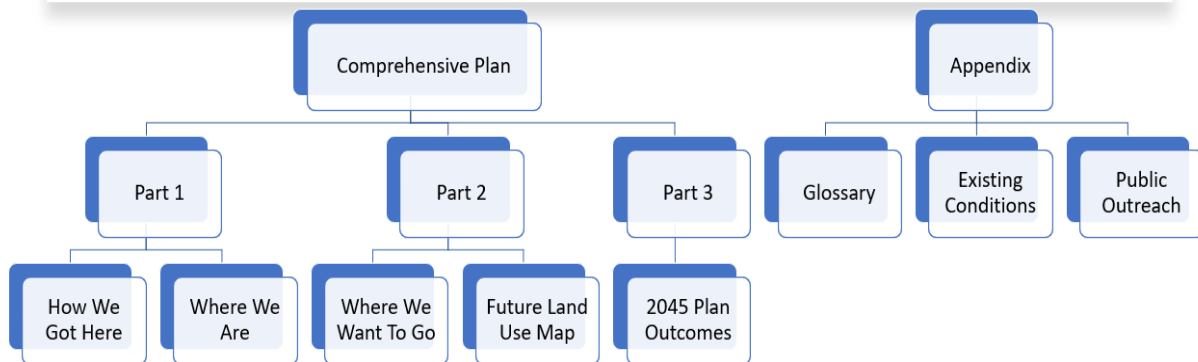 Comprehensive Plan
Appendix
Part 1
Part 2
Part 3
Glossary
Existing
Conditions
Public
Outreach
How We
Got Here
Where We
Are
Where We
Want To Go
Future Land
Use Map
2045 Plan
Outcomes